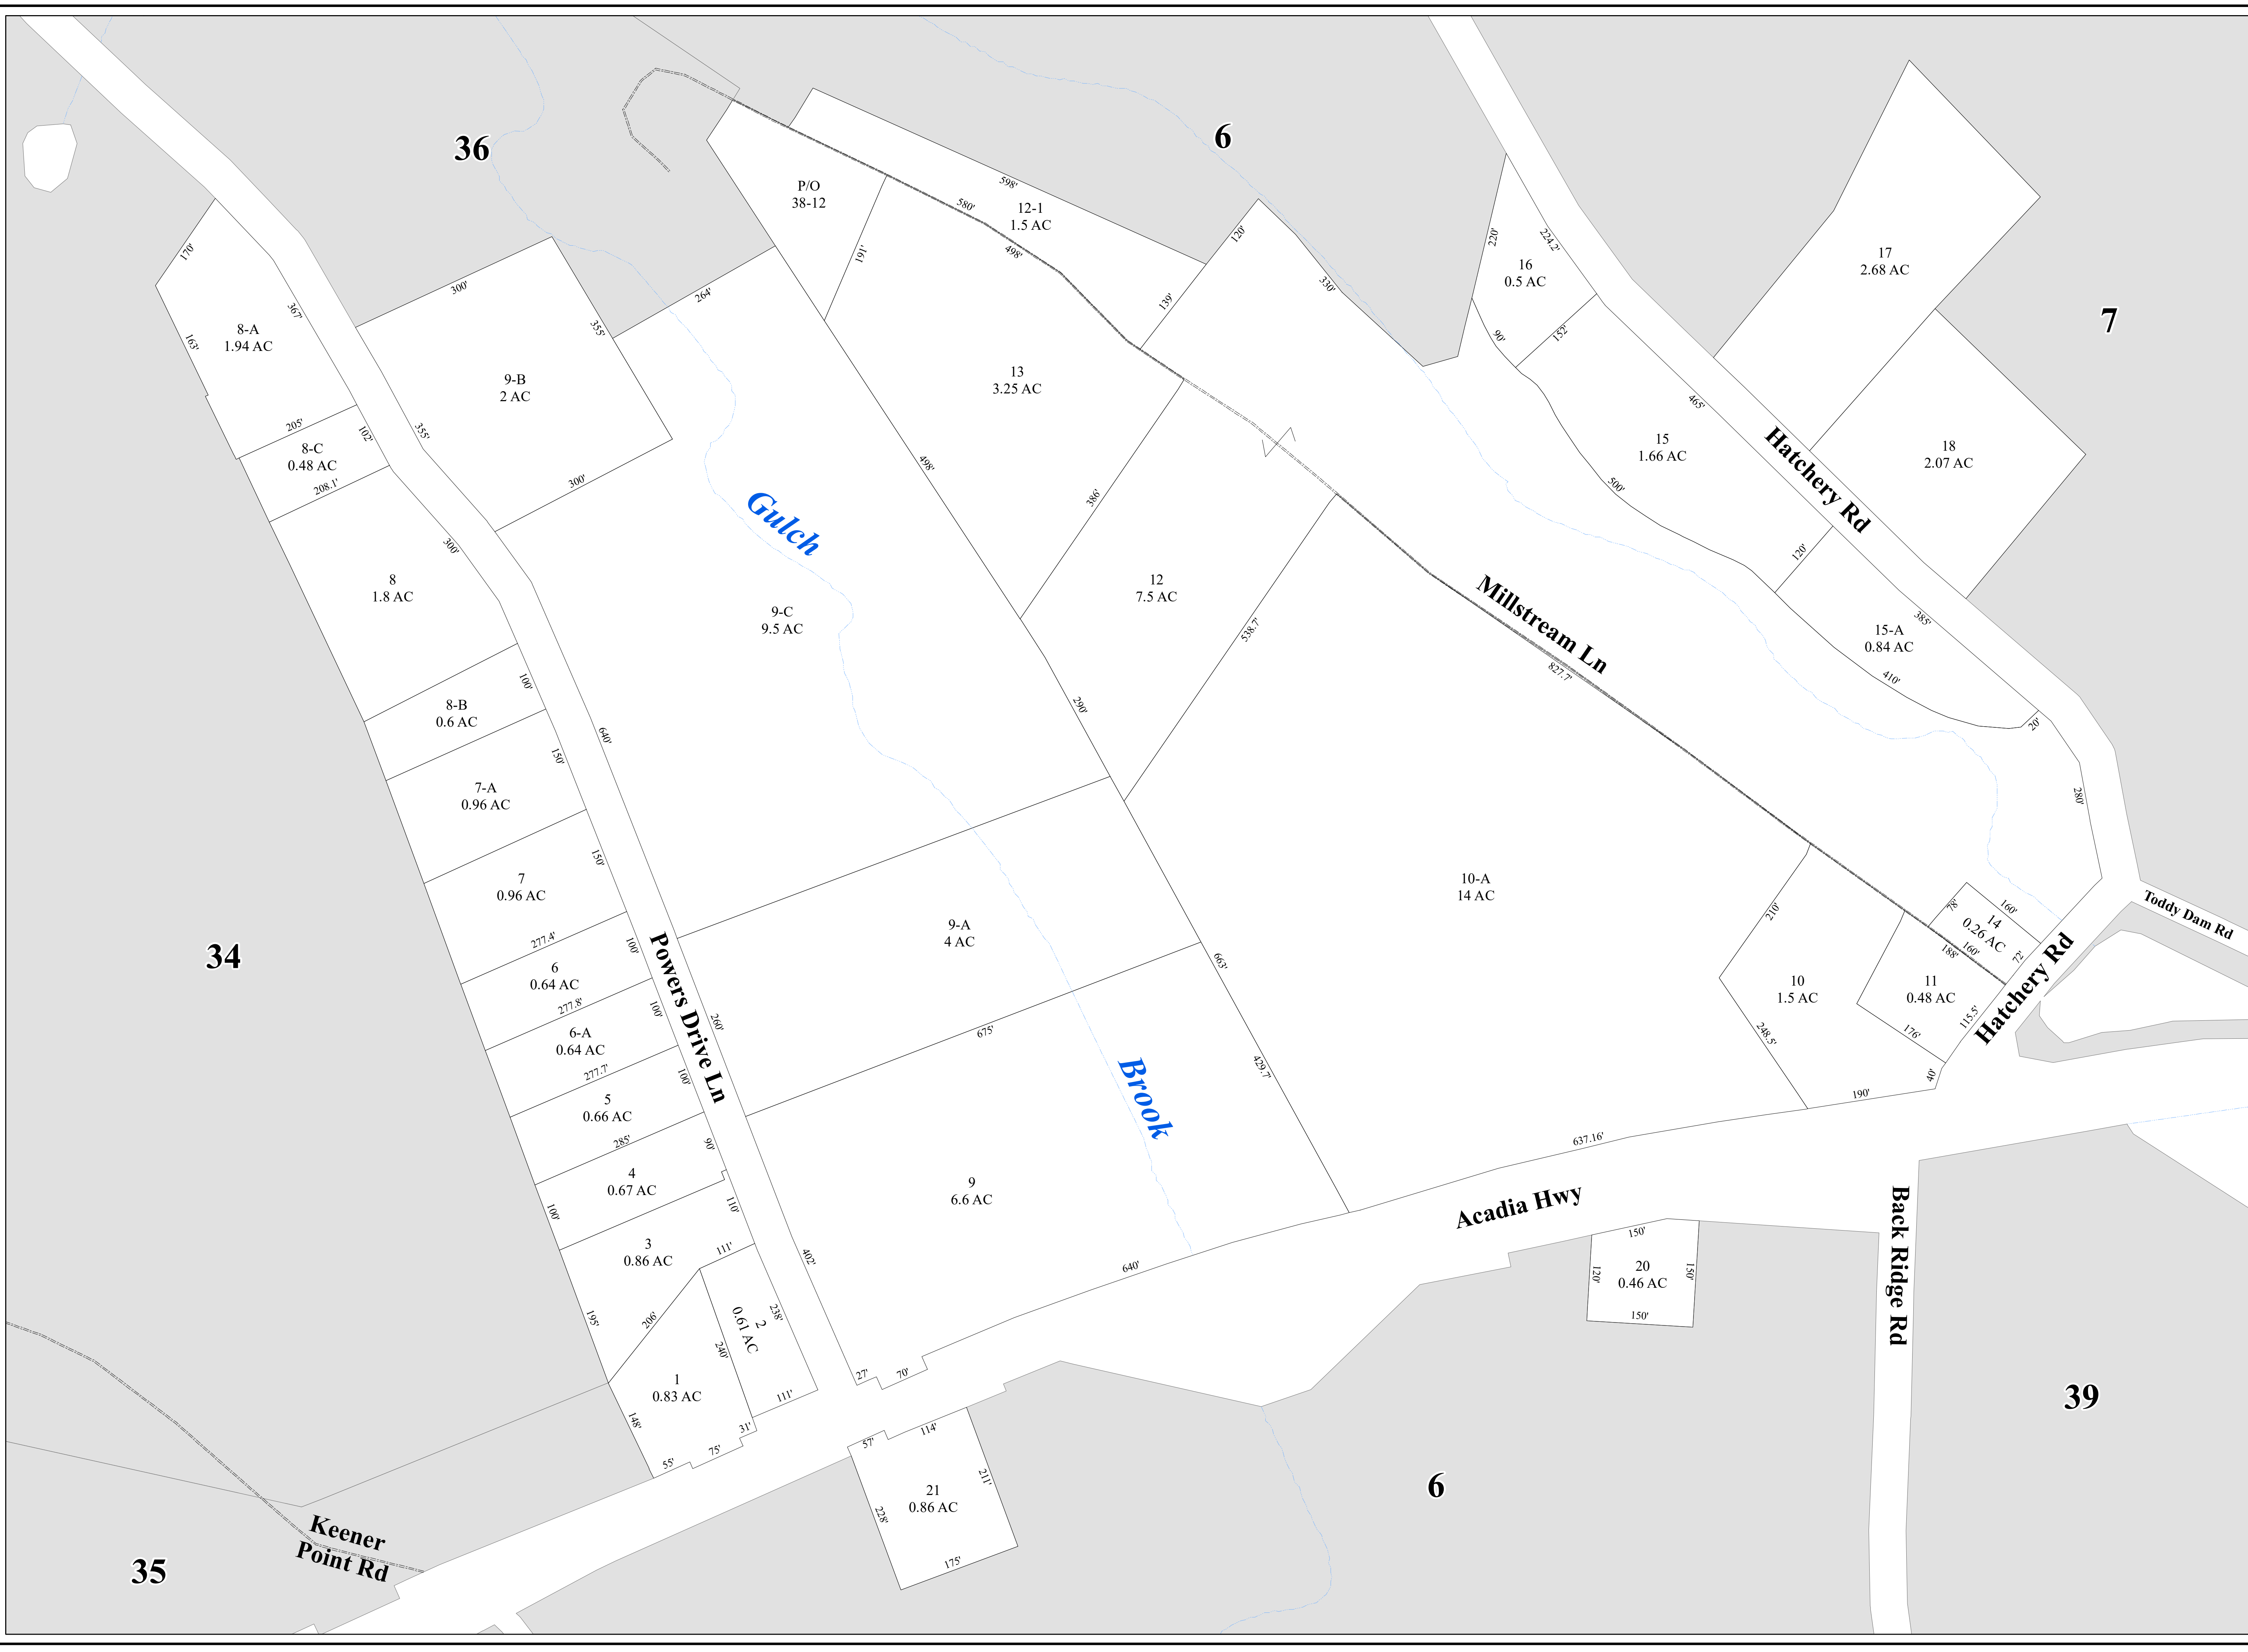 36
6
7
34
35
6
39
P/O
38-12
598'
580'
12-1
1.5 AC
498'
191'
120'
139'
330'
220'
224.2'
16
0.5 AC
90'
152'
17
2.68 AC
18
2.07 AC
170'
367'
163'
8-A
1.94 AC
205'
102'
8-C
0.48 AC
208.1'
300'
9-B
2 AC
355'
355'
300'
264'
13
3.25 AC
498'
386'
465'
15
1.66 AC
500'
120'
Hatchery Rd
385'
15-A
0.84 AC
410'
20'
280'
300'
8
1.8 AC
Gulch
9-C
9.5 AC
12
7.5 AC
538.7'
290'
Millstream Ln
827.7'
8-B
0.6 AC
100'
640'
7-A
0.96 AC
150'
7
0.96 AC
150'
277.4'
100'
6
0.64 AC
277.8'
100'
6-A
0.64 AC
277.7'
100'
Powers Drive Ln
260'
9-A
4 AC
675'
663'
429.7'
10-A
14 AC
210'
10
1.5 AC
248.5'
190'
40'
11
0.48 AC
176'
115.5'
188'
160'
78'
160'
14
0.26 AC
72'
Hatchery Rd
Toddy Dam Rd
5
0.66 AC
285'
90'
4
0.67 AC
100'
110'
Brook
9
6.6 AC
402'
640'
637.16'
Acadia Hwy
3
0.86 AC
111'
195'
206'
2
0.61 AC
238'
240'
111'
1
0.83 AC
148'
55'
75'
31'
27'
70'
57'
114'
21
0.86 AC
211'
228'
175'
150'
20
0.46 AC
120'
150'
150'
Back Ridge Rd
Keener
Point Rd